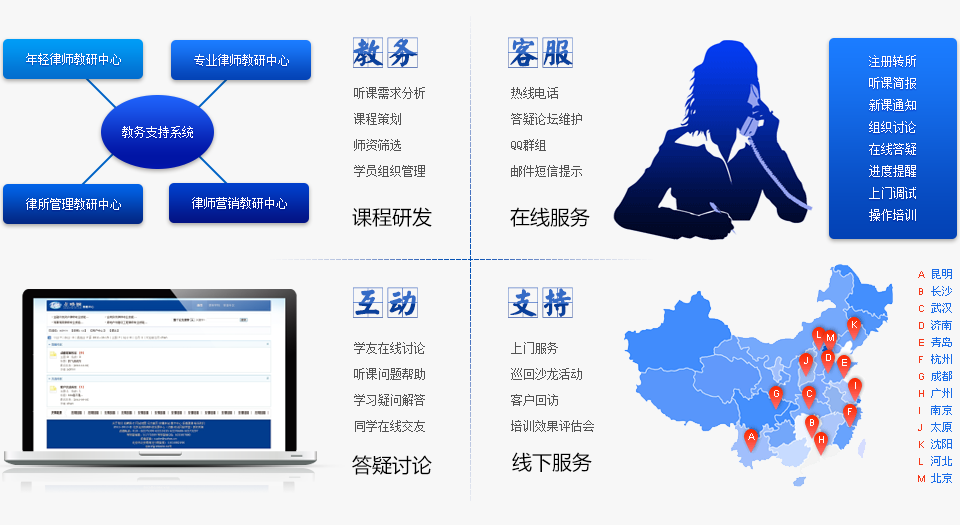 年轻律师教研中心
专业律师教研中心
教务支持系统
律所管理教研中心
律师营销教研中心
教务
听课需求分析
课程策划
师资筛选
学员组织管理
课程研发
客服
热线电话
答疑论坛维护
QQ群组
邮件短信提示
在线服务
注册转所
听课简报
新课通知
组织讨论
在线答疑
进度提醒
上门调试
操作培训
互动
学友在线讨论
听课问题帮助
学习疑问解答
同学在线交友
答疑讨论
支持
上门服务
巡回沙龙活动
客户回访
培训效果评估会
线下服务
K
L
M
J
D
E
G
C
I
B
F
A
H
A 昆明
B 长沙
C 武汉
D 济南
E 青岛
F 杭州
G 成都
H 广州
I 南京
J 太原
K 沈阳
L 河北
M 北京